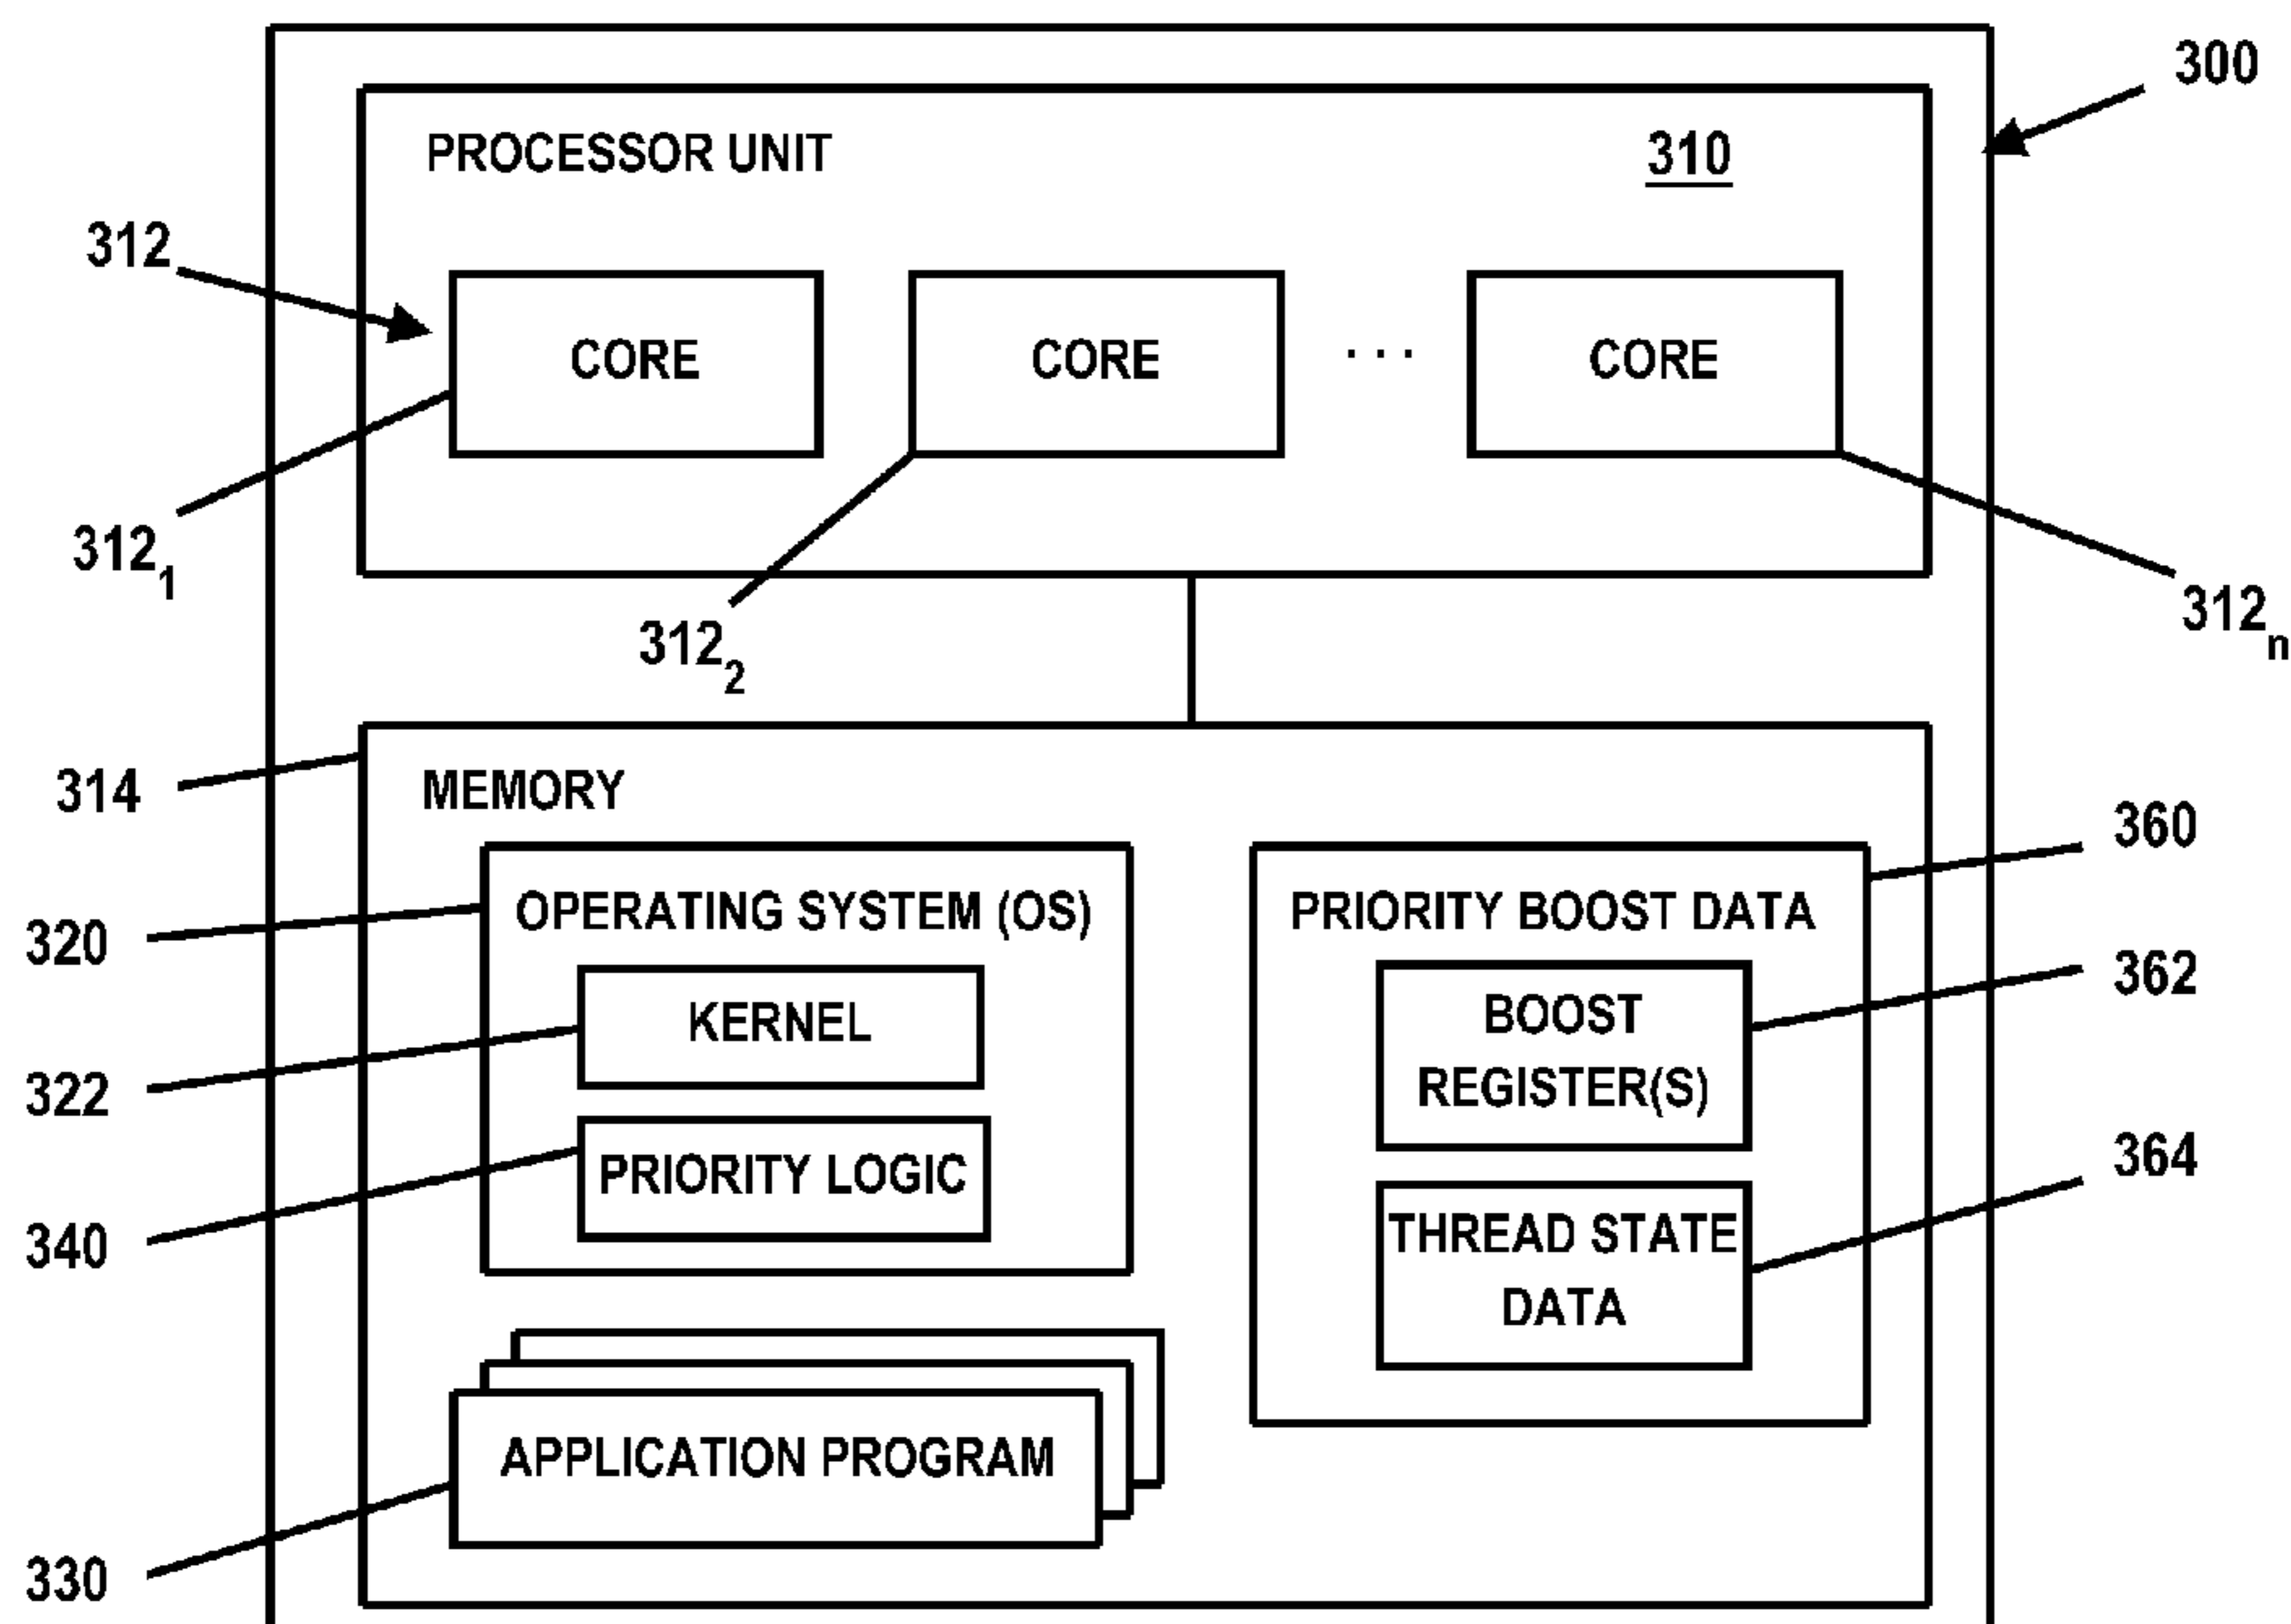 300
PROCESSOR UNIT
310
312
CORE
CORE
. . .
CORE
312₁
312₂
312ₙ
314
MEMORY
360
320
OPERATING SYSTEM (OS)
PRIORITY BOOST DATA
362
KERNEL
BOOST
REGISTER(S)
322
364
PRIORITY LOGIC
THREAD STATE
DATA
340
APPLICATION PROGRAM
330